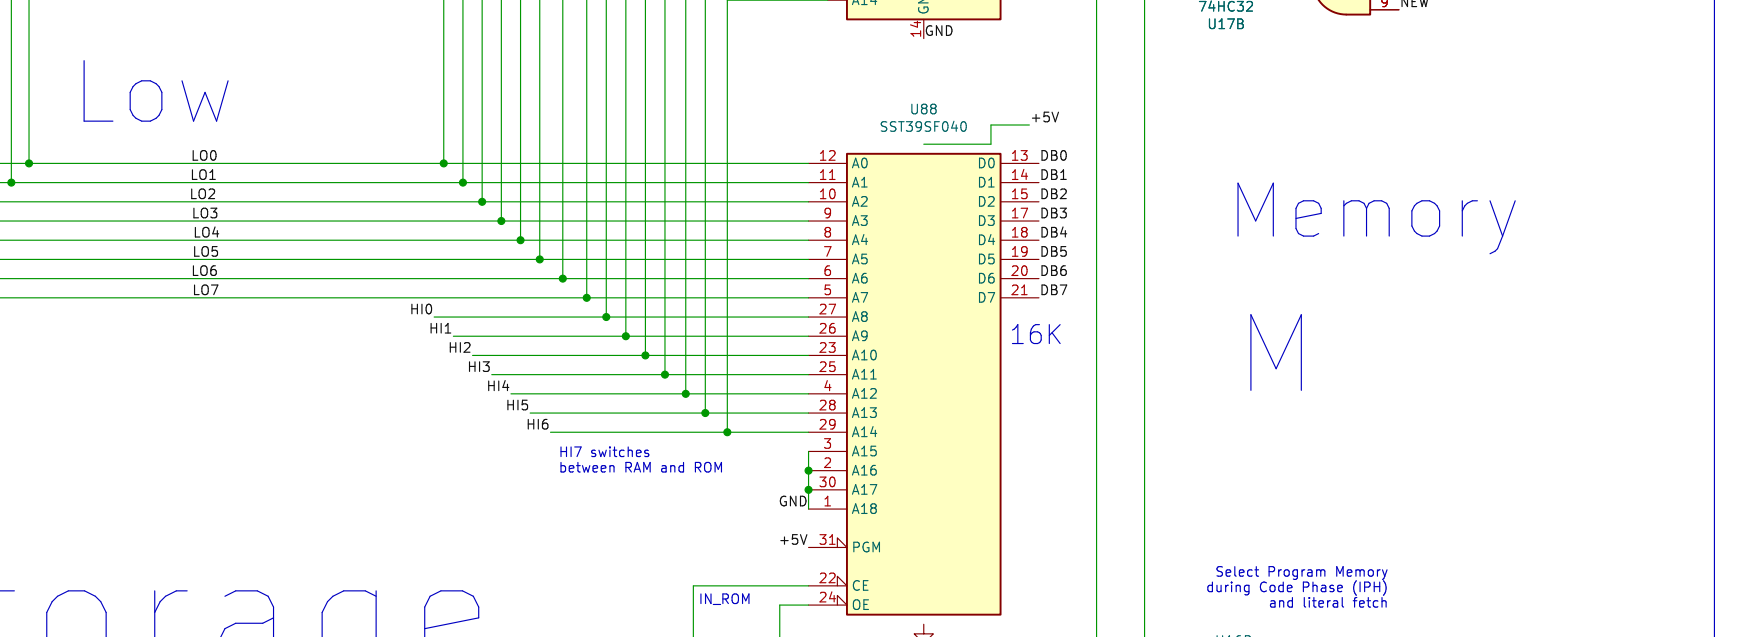 A14
GN
14
GND
74HC32
U17B
9
NEW
Low
U88
SST39SF040
+5V
LO0
12
A0
D0
13
DB0
LO1
11
A1
D1
14
DB1
LO2
10
A2
D2
15
DB2
LO3
9
A3
D3
17
DB3
LO4
8
A4
D4
18
DB4
LO5
7
A5
D5
19
DB5
LO6
6
A6
D6
20
DB6
LO7
5
A7
D7
21
DB7
HI0
27
A8
HI1
26
A9
HI2
23
A10
HI3
25
A11
HI4
4
A12
HI5
28
A13
HI6
29
A14
3
A15
2
A16
30
A17
GND
1
A18
+5V
31
PGM
22
CE
IN_ROM
24
OE
16K
HI7 switches
between RAM and ROM
Memory
M
Select Program Memory
during Code Phase (IPH)
and literal fetch
orage